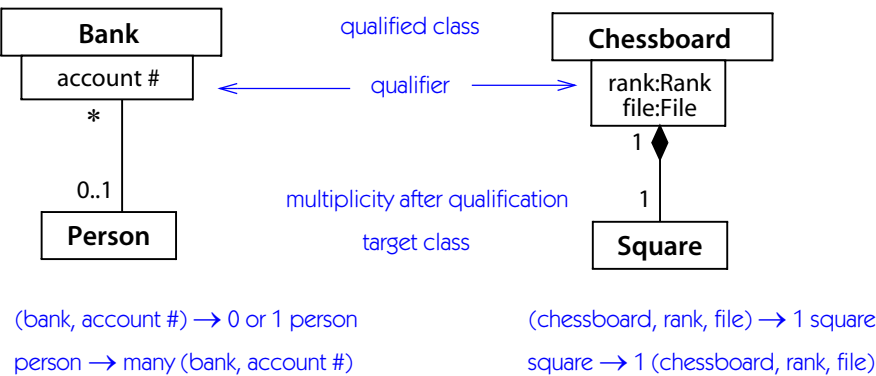 Bank
account #
*
0..1
Person
qualified class
qualifier
multiplicity after qualification
target class
Chessboard
rank:Rank
file:File
1
1
Square
(bank, account #) → 0 or 1 person
person → many (bank, account #)
(chessboard, rank, file) → 1 square
square → 1 (chessboard, rank, file)